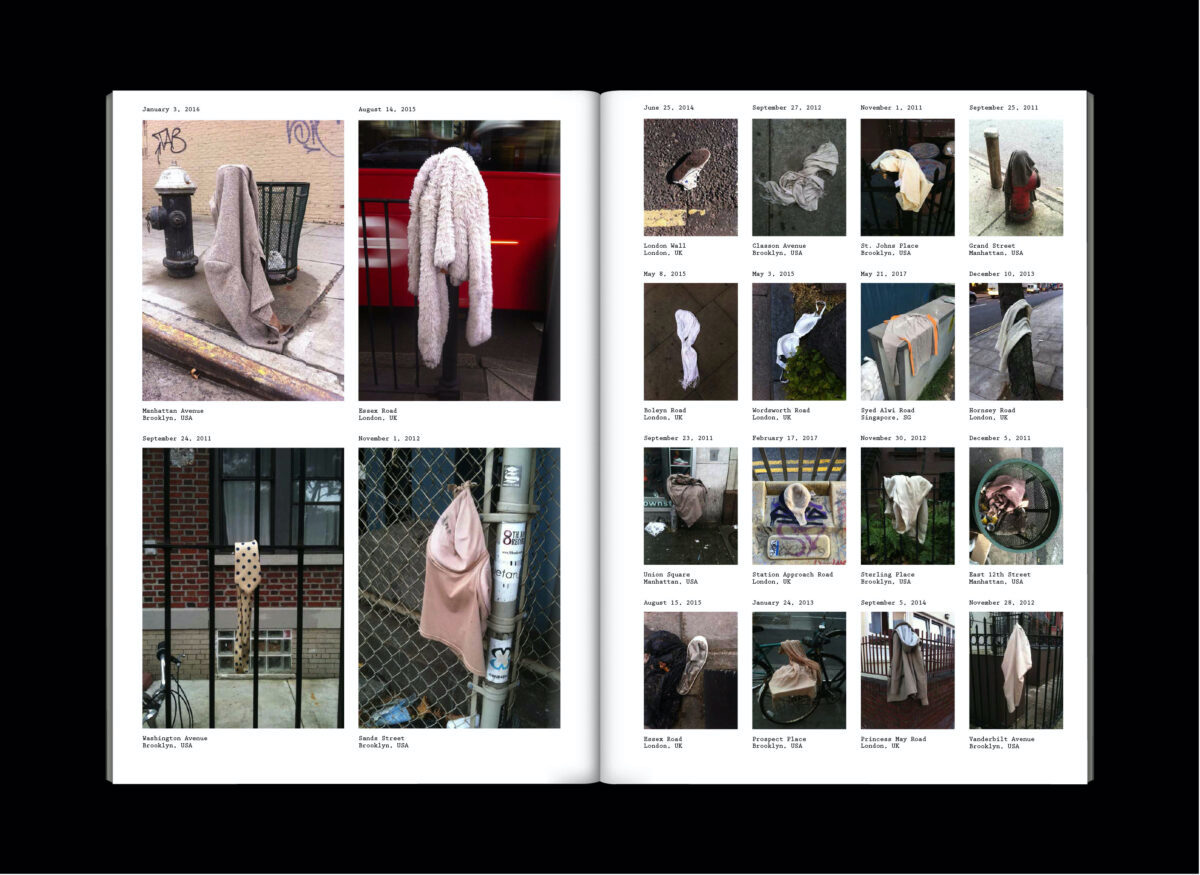 January 3, 2016
TAB
Manhattan Avenue
Brooklyn, USA
August 14, 2015
Essex Road
London, UK
September 24, 2011
Washington Avenue
Brooklyn, USA
November 1, 2012
Sands Street
Brooklyn, USA
June 25, 2014
London Wall
London, UK
September 27, 2012
Classon Avenue
Brooklyn, USA
November 1, 2011
St. Johns Place
Brooklyn, USA
September 25, 2011
Grand Street
Manhattan, USA
May 8, 2015
Boleyn Road
London, UK
May 3, 2015
Wordsworth Road
London, UK
May 21, 2017
Syed Alwi Road
Singapore, SG
December 10, 2013
Hornsey Road
London, UK
September 23, 2011
ownst
Union Square
Manhattan, USA
February 17, 2017
Station Approach Road
London, UK
November 30, 2012
Sterling Place
Brooklyn, USA
December 5, 2011
East 12th Street
Manhattan, USA
August 15, 2015
Essex Road
London, UK
January 24, 2013
Prospect Place
Brooklyn, USA
September 5, 2014
Princess May Road
London, UK
November 28, 2012
Vanderbilt Avenue
Brooklyn, USA